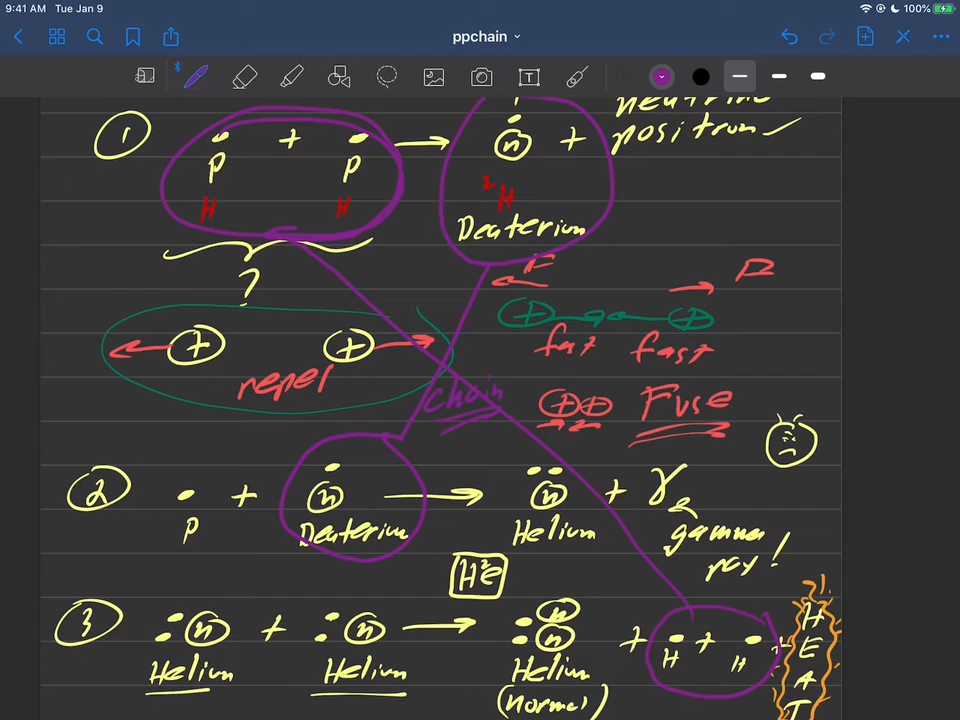 9:41 AM Tue Jan 9
100%
ppchain
T
neutrino
1 p + p → n + positron
H H ²H
Deuterium
?
F
+ + + +
repel fast fast
chain ++ Fuse
2 p + n → n + γ
Deuterium Helium gamma
ray!
3 n + n → n n + H + H + HEAT
Helium Helium Helium
(normal)